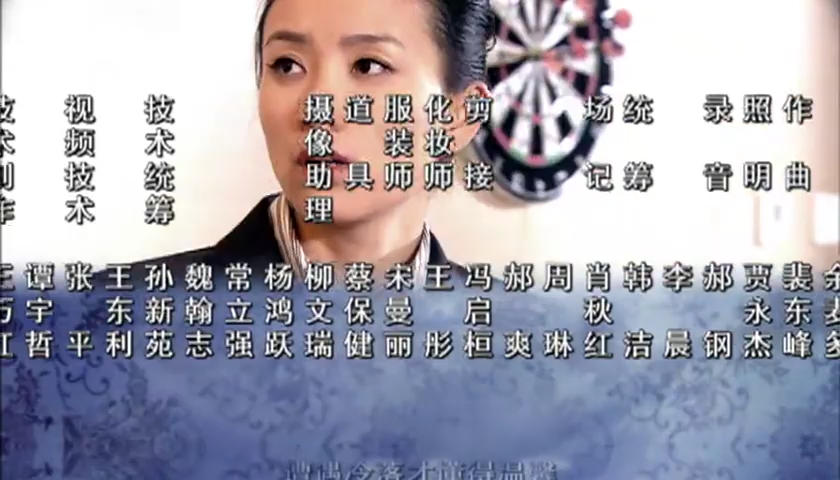 作曲
裴东峰
照明
贾永杰
录音
郝钢
李晨
统筹
韩洁
场记
肖秋红
周琳
郝爽
剪接
冯启桓
化妆师
王彤
服装师
朱曼丽
道具
蔡保健
摄像助理
柳文瑞
杨鸿跃
常立强
魏翰志
技术统筹
孙新苑
王东利
视频技术
张平
谭宇哲